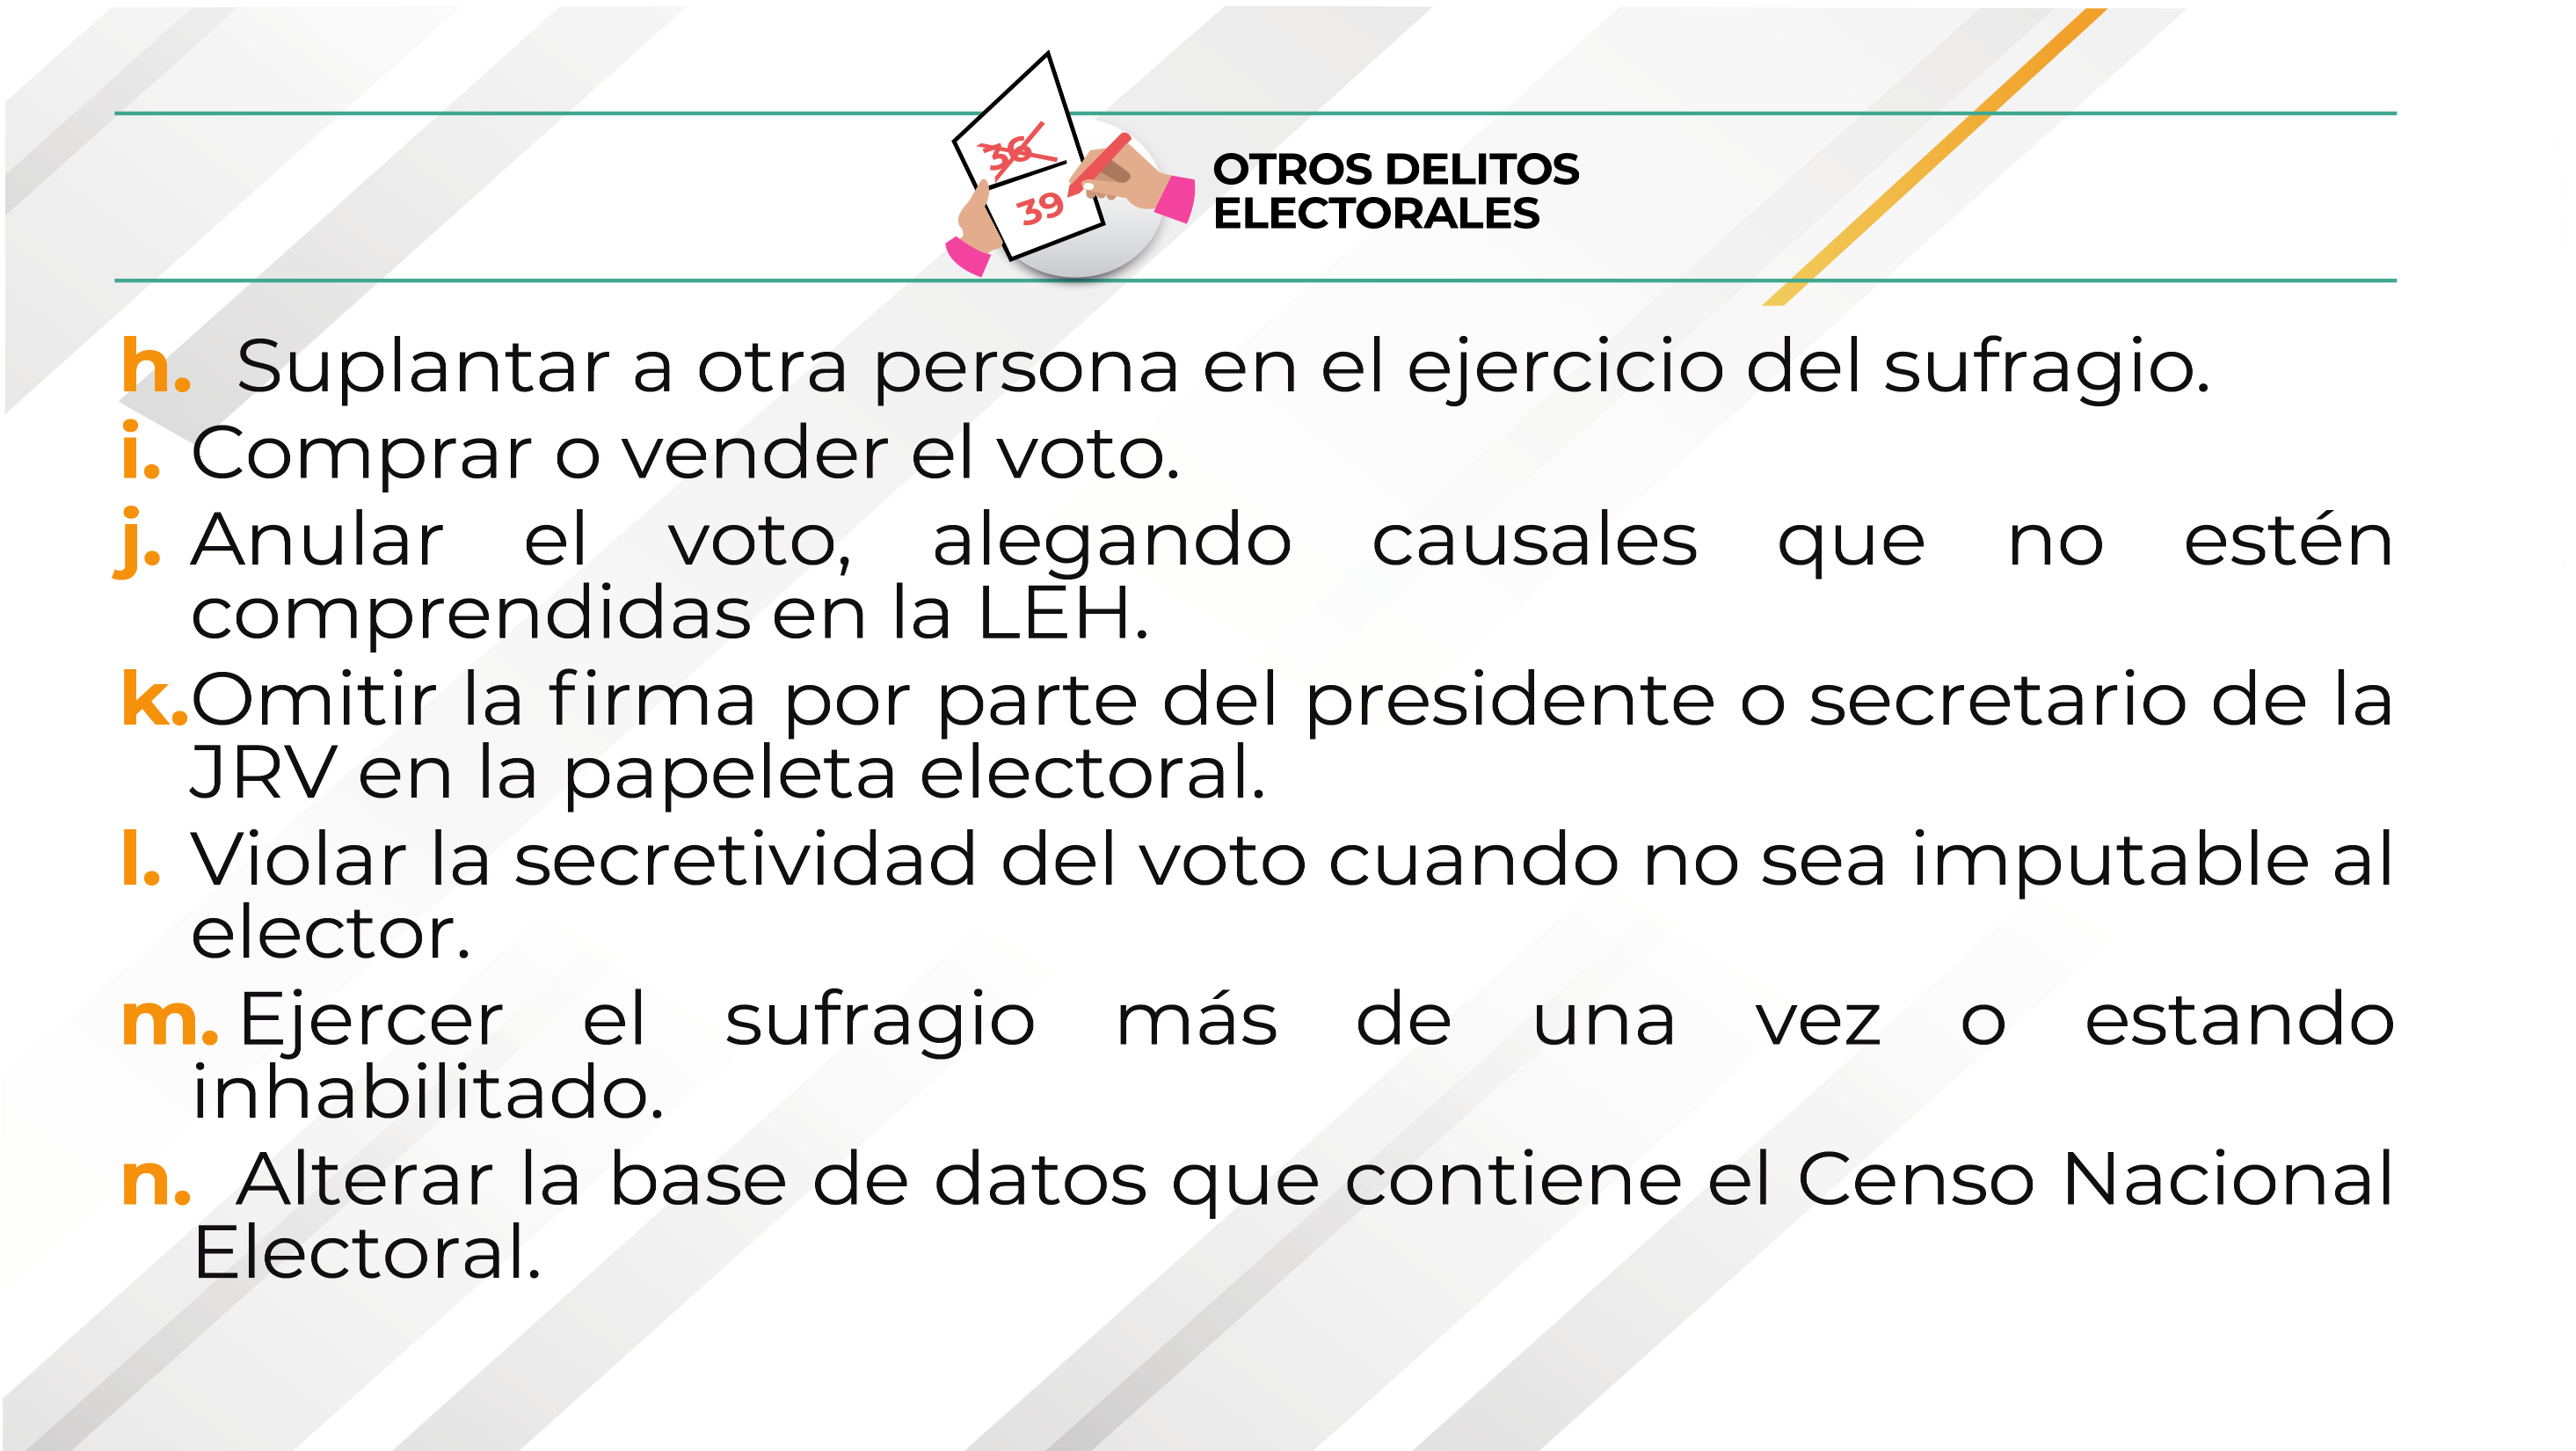 36
39
OTROS DELITOS
ELECTORALES
h. Suplantar a otra persona en el ejercicio del sufragio.
i. Comprar o vender el voto.
j. Anular el voto, alegando causales que no estén
comprendidas en la LEH.
k. Omitir la firma por parte del presidente o secretario de la
JRV en la papeleta electoral.
l. Violar la secretividad del voto cuando no sea imputable al
elector.
m. Ejercer el sufragio más de una vez o estando
inhabilitado.
n. Alterar la base de datos que contiene el Censo Nacional
Electoral.